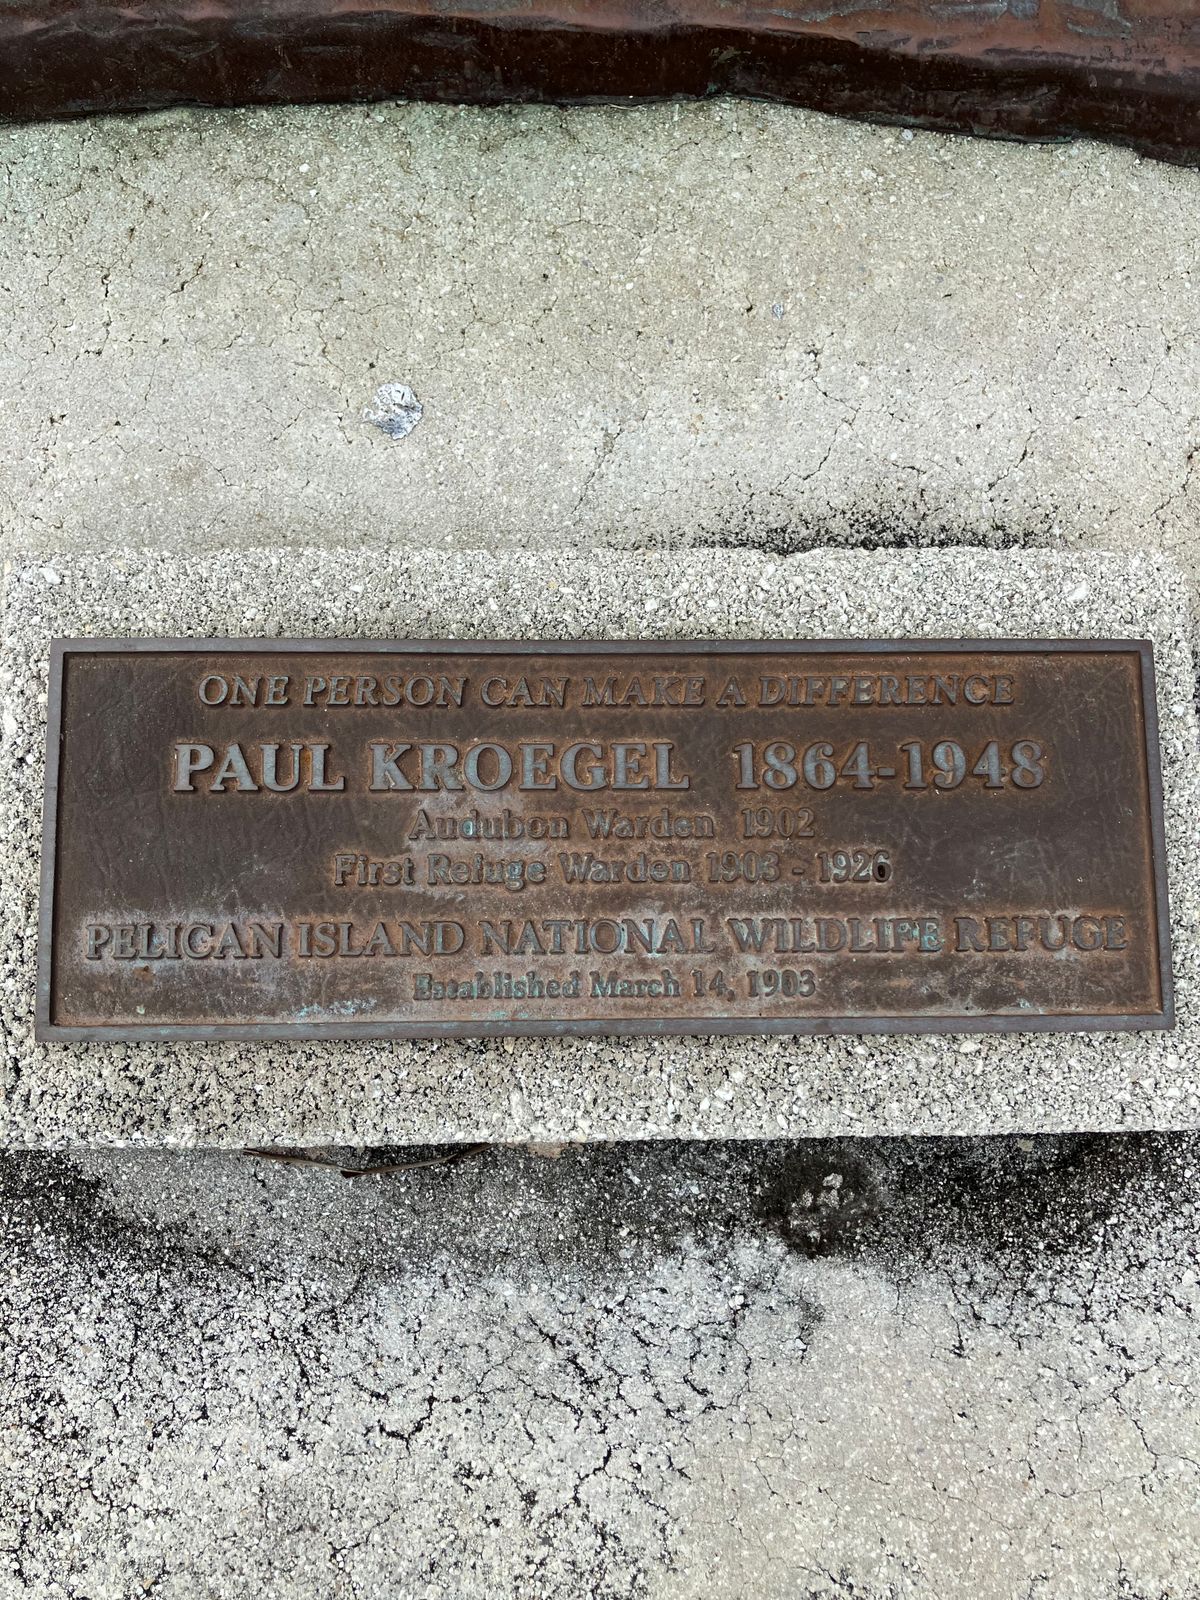 ONE PERSON CAN MAKE A DIFFERENCE
PAUL KROEGEL 1864-1948
Audubon Warden 1902
First Refuge Warden 1903 - 1926
PELICAN ISLAND NATIONAL WILDLIFE REFUGE
Established March 14, 1903